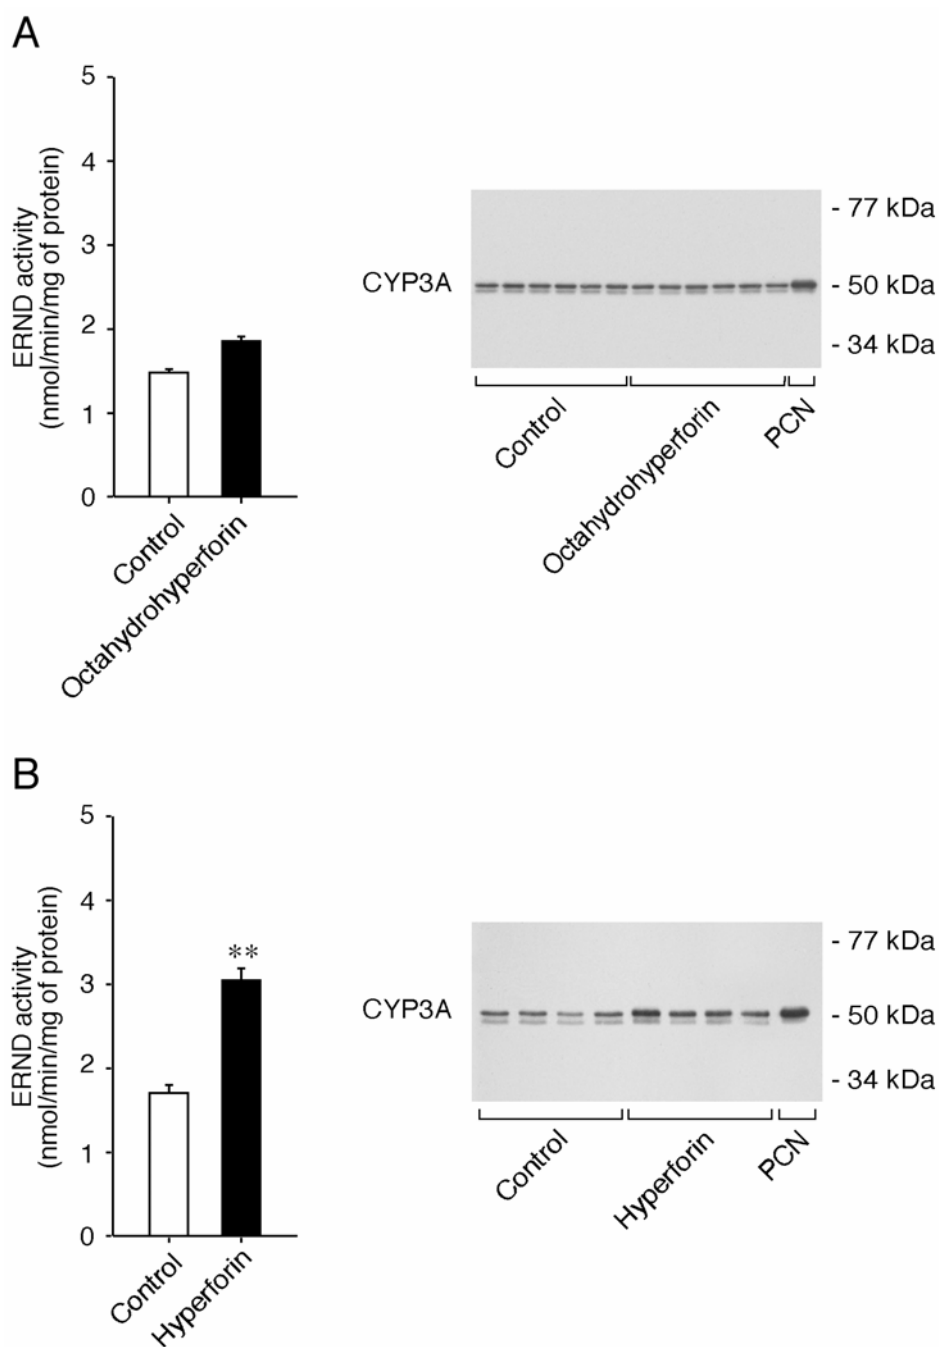 A
5
4
3
2
1
0
ERND activity
(nmol/min/mg of protein)
Control
Octahydrohyperforin
CYP3A
- 77 kDa
- 50 kDa
- 34 kDa
Control
Octahydrohyperforin
PCN
B
5
4
3
2
1
0
ERND activity
(nmol/min/mg of protein)
**
Control
Hyperforin
CYP3A
- 77 kDa
- 50 kDa
- 34 kDa
Control
Hyperforin
PCN